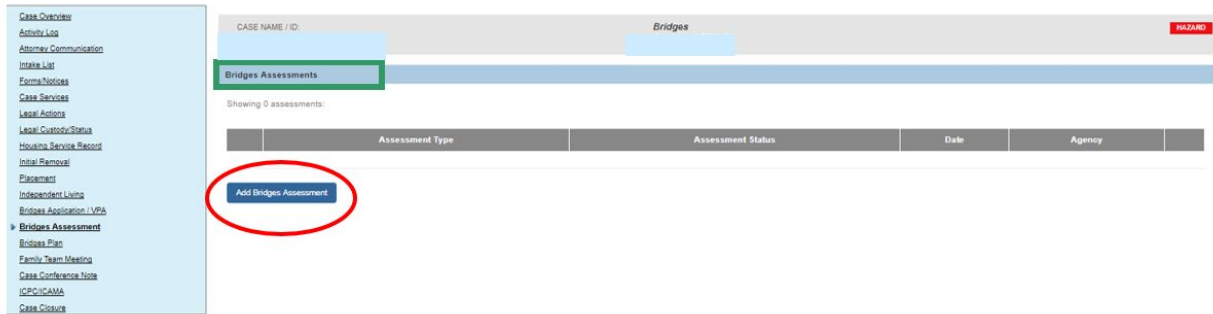 Case Overview
Activity Log
Attorney Communication
Intake List
Forms/Notices
Case Services
Legal Actions
Legal Custody/Status
Housing Service Record
Initial Removal
Placement
Independent Living
Bridges Application / VPA
Bridges Assessment
Bridges Plan
Family Team Meeting
Case Conference Note
ICPC/ICAMA
Case Closure
CASE NAME / ID: Bridges HAZARD
Bridges Assessments
Showing 0 assessments:
Assessment Type Assessment Status Date Agency
Add Bridges Assessment